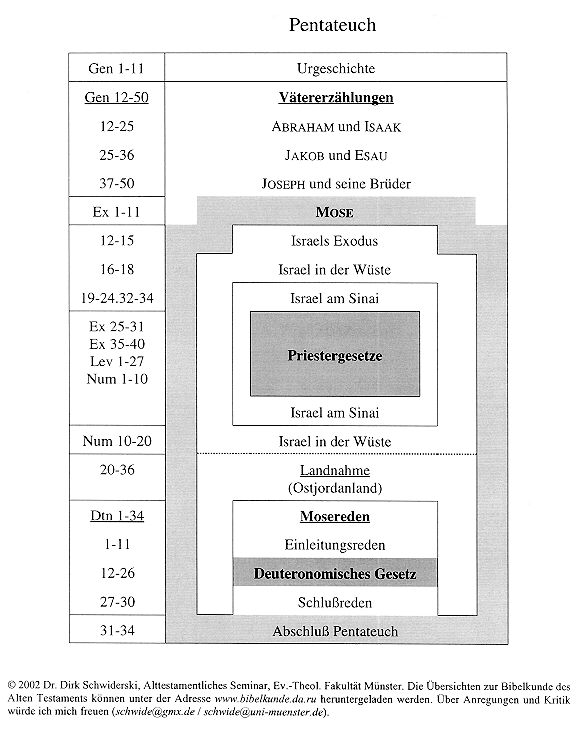 Pentateuch
Gen 1-11 Urgeschichte
Gen 12-50 Vätererzählungen
12-25 ABRAHAM und ISAAK
25-36 JAKOB und ESAU
37-50 JOSEPH und seine Brüder
Ex 1-11 MOSE
12-15 Israels Exodus
16-18 Israel in der Wüste
19-24.32-34 Israel am Sinai
Ex 25-31
Ex 35-40
Priestergesetze
Lev 1-27
Num 1-10
Israel am Sinai
Num 10-20 Israel in der Wüste
20-36 Landnahme
(Ostjordanland)
Dtn 1-34 Mosereden
1-11 Einleitungsreden
12-26 Deuteronomisches Gesetz
27-30 Schlußreden
31-34 Abschluß Pentateuch
© 2002 Dr. Dirk Schwiderski, Alttestamentliches Seminar, Ev.-Theol. Fakultät Münster. Die Übersichten zur Bibelkunde des
Alten Testaments können unter der Adresse www.bibelkunde.da.ru heruntergeladen werden. Über Anregungen und Kritik
würde ich mich freuen (schwide@gmx.de / schwide@uni-muenster.de).